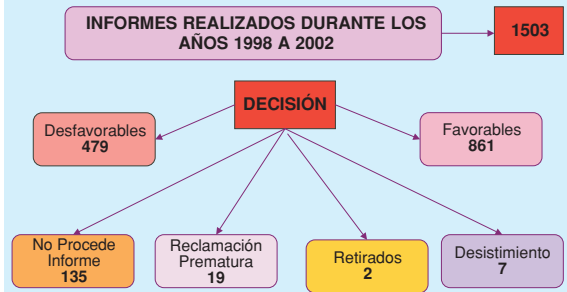 INFORMES REALIZADOS DURANTE LOS
AÑOS 1998 A 2002
1503
DECISIÓN
Desfavorables
479
Favorables
861
No Procede
Informe
135
Reclamación
Prematura
19
Retirados
2
Desistimiento
7